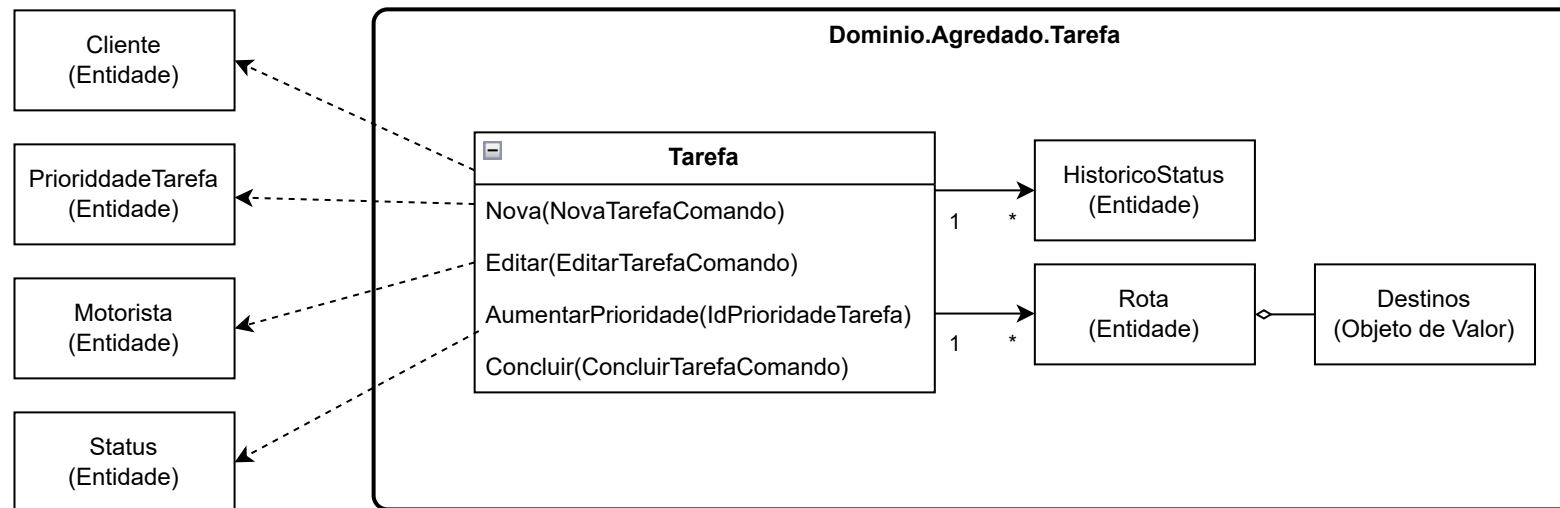 Cliente
(Entidade)
PrioriddadeTarefa
(Entidade)
Motorista
(Entidade)
Status
(Entidade)
Dominio.Agredado.Tarefa
Tarefa
Nova(NovaTarefaComando)
Editar(EditarTarefaComando)
AumentarPrioridade(IdPrioridadeTarefa)
Concluir(ConcluirTarefaComando)
1
*
HistoricoStatus
(Entidade)
1
*
Rota
(Entidade)
Destinos
(Objeto de Valor)